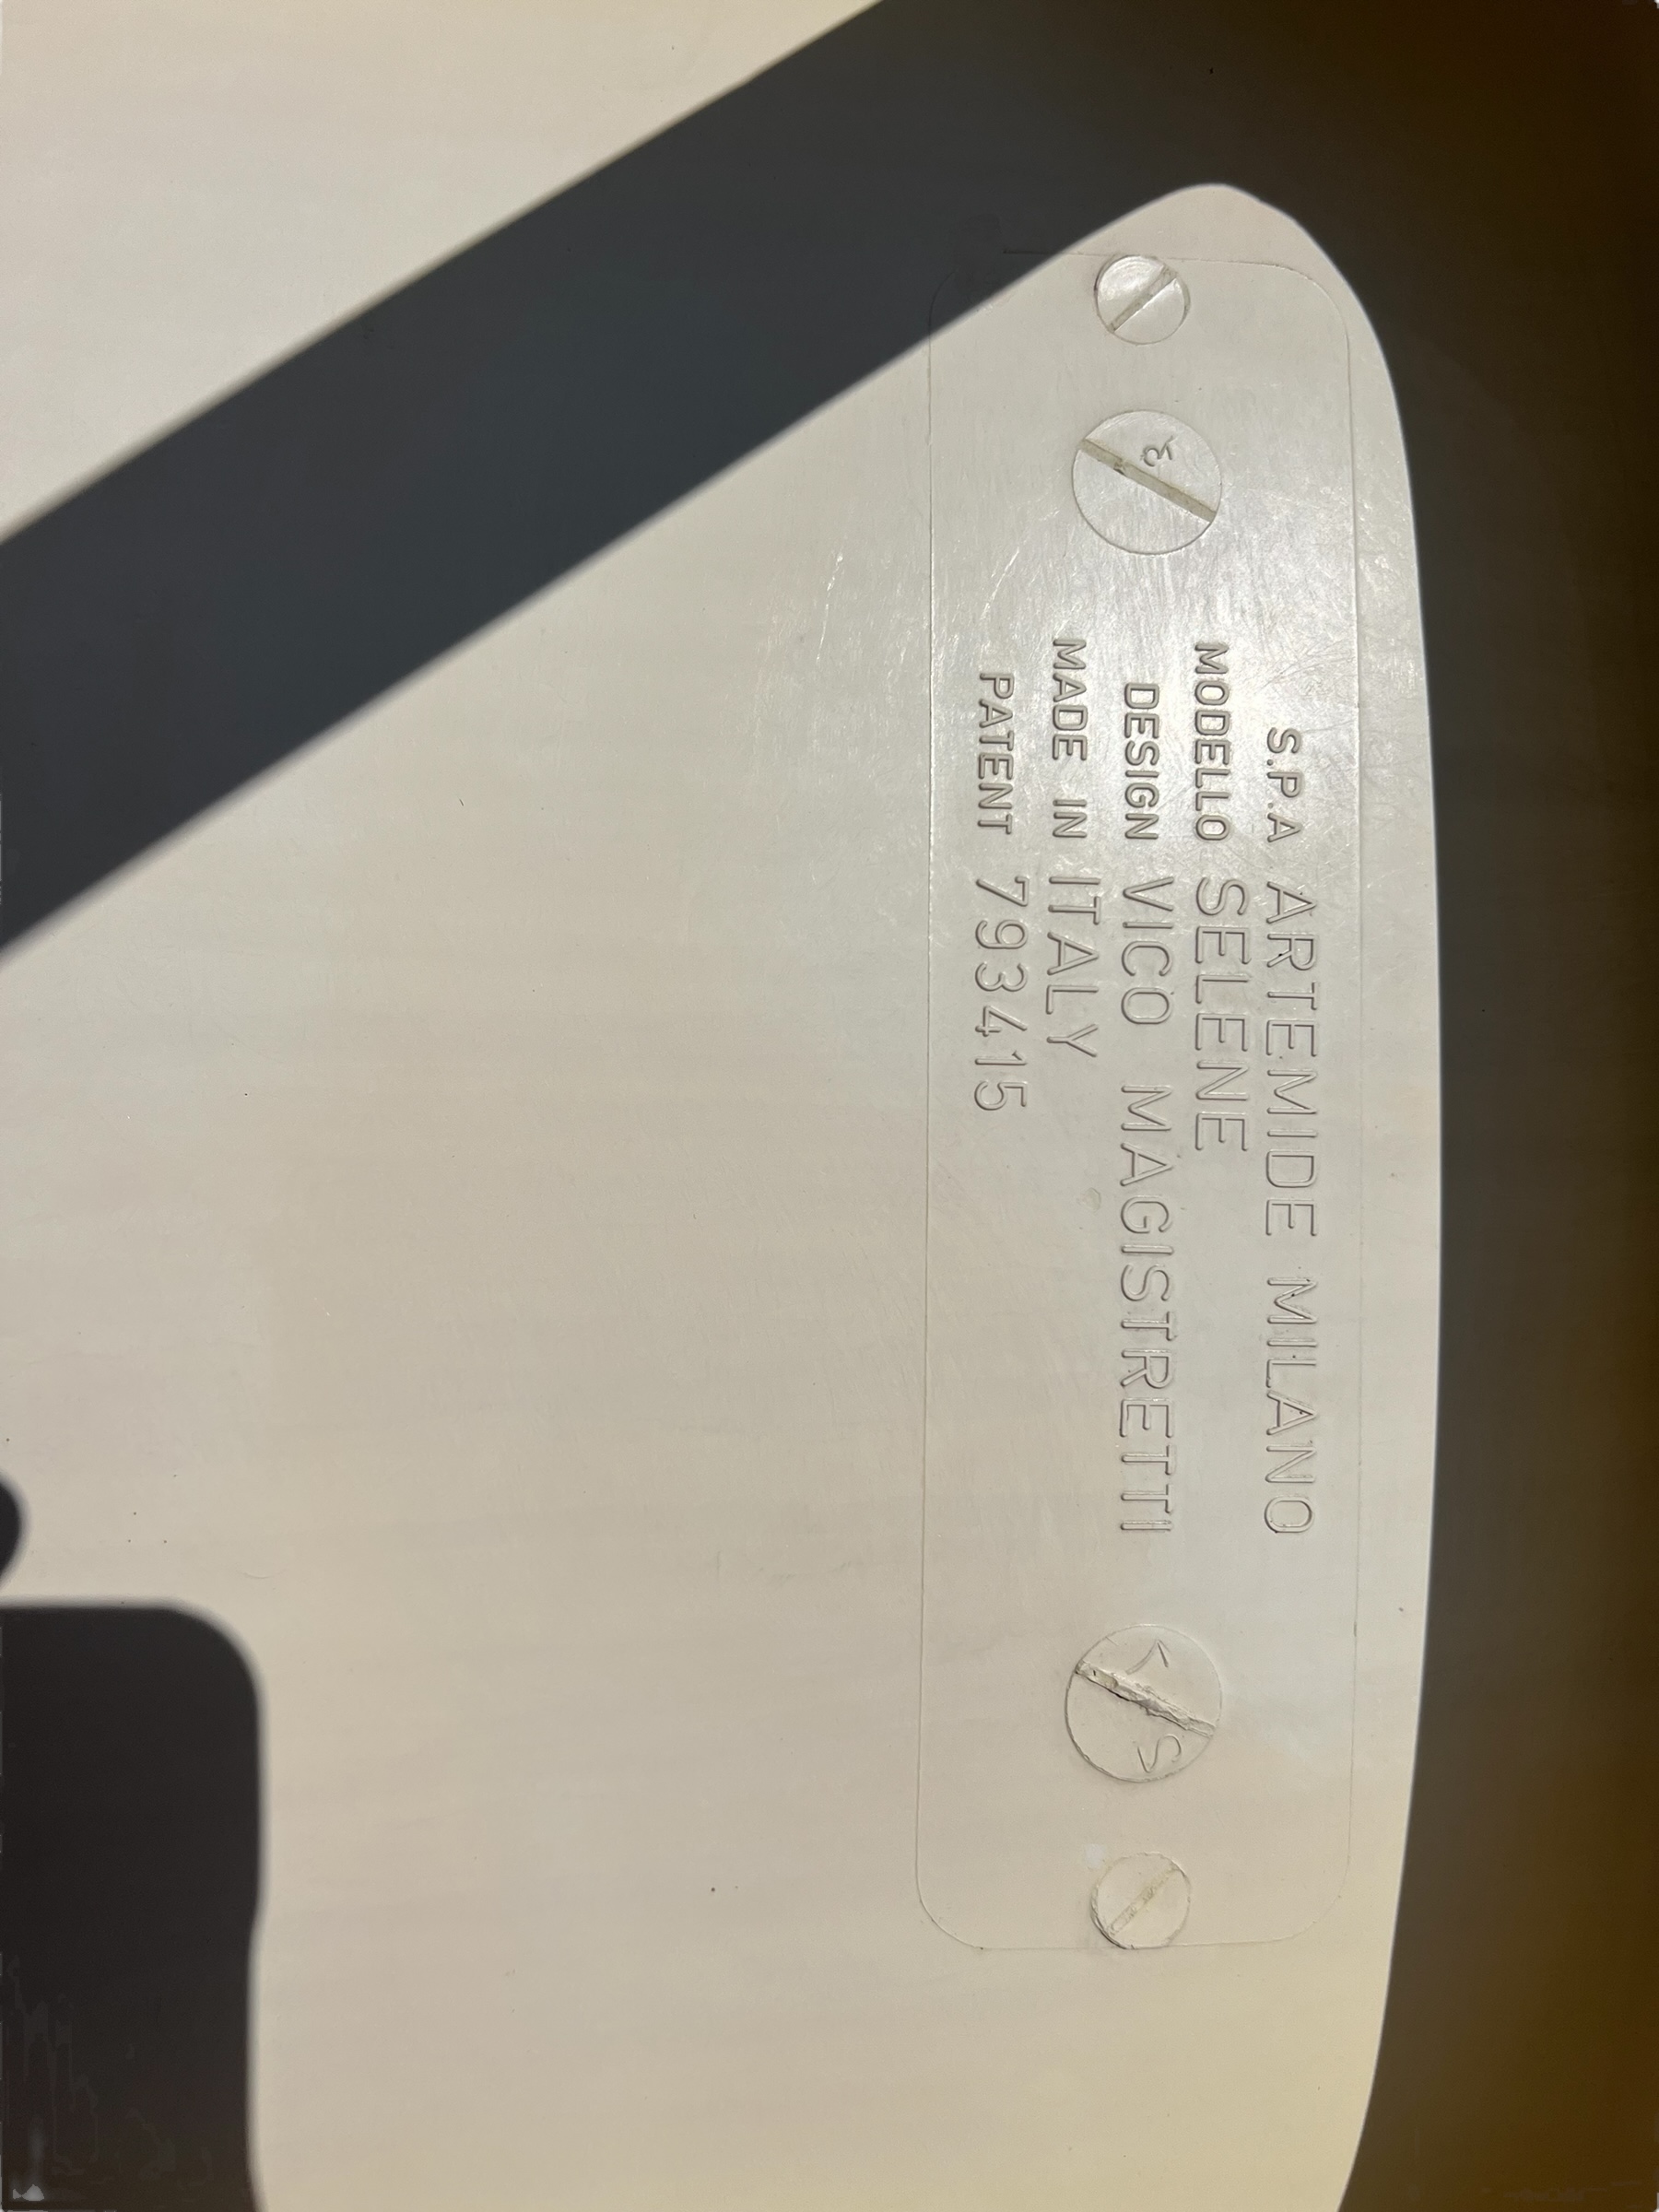 S.P.A ARTEMIDE MILANO
MODELLO SELENE
DESIGN VICO MAGISTRETTI
MADE IN ITALY
PATENT 793415